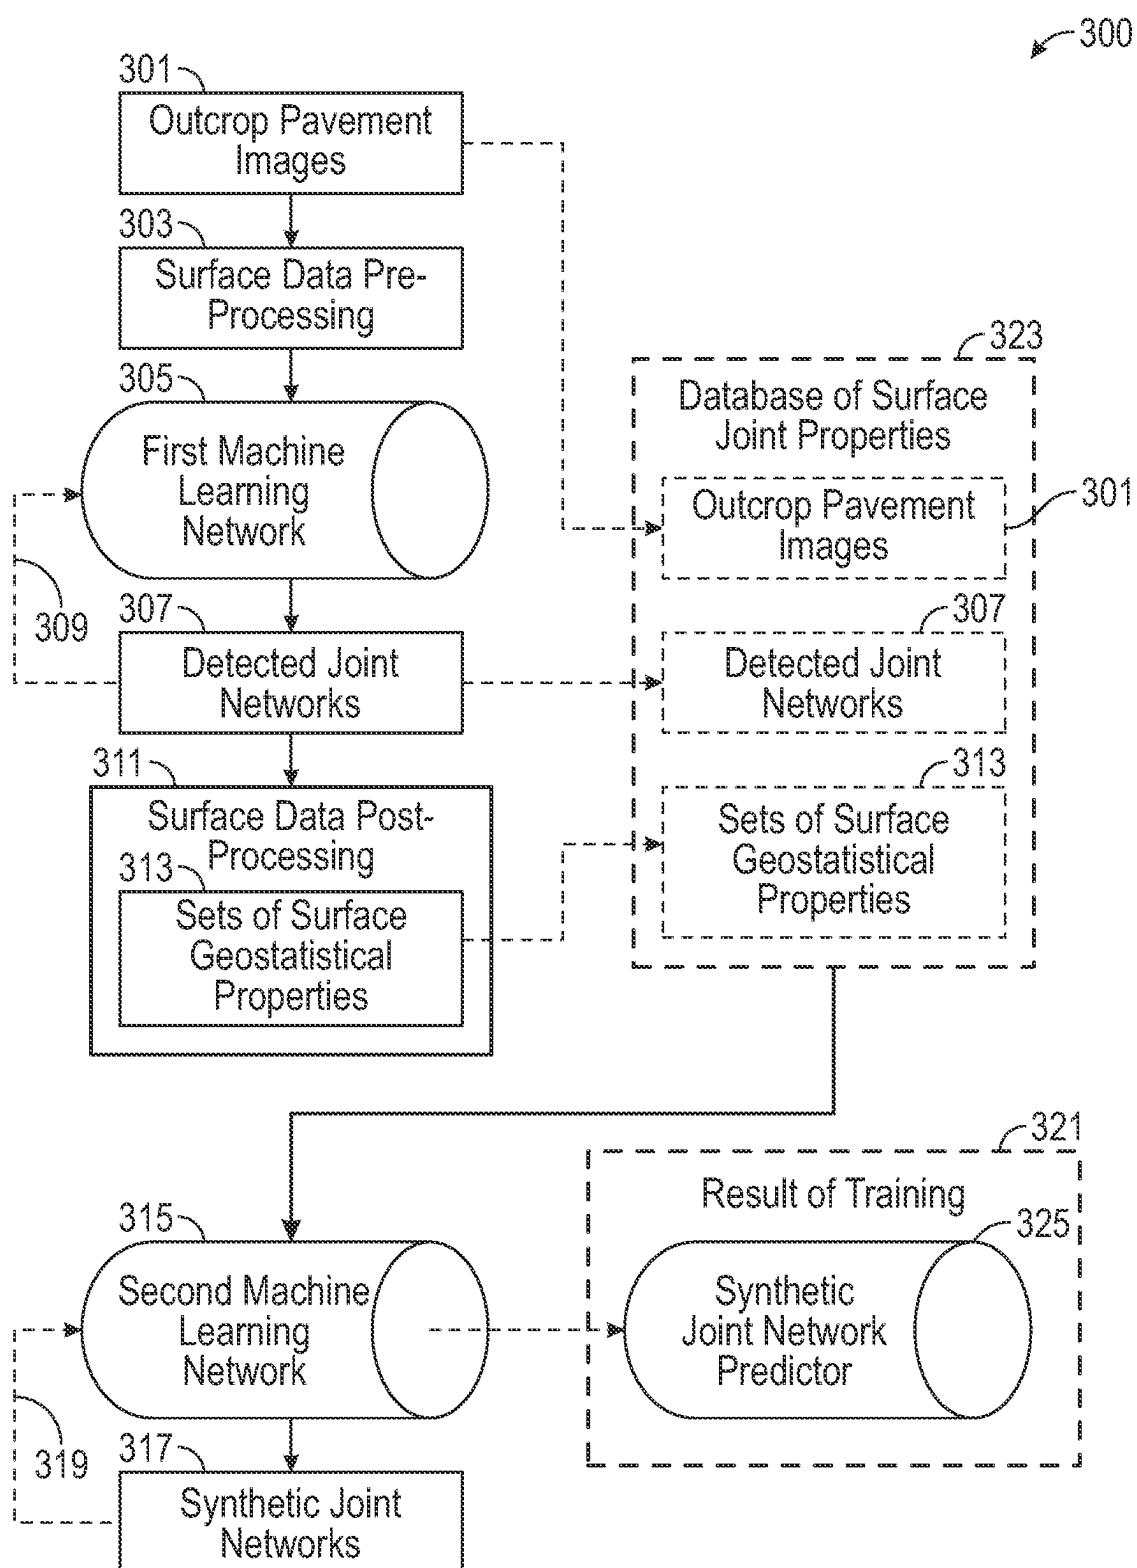 300
301
Outcrop Pavement
Images
303
Surface Data Pre-
Processing
305
First Machine
Learning
Network
309
307
Detected Joint
Networks
311
Surface Data Post-
Processing
313
Sets of Surface
Geostatistical
Properties
323
Database of Surface
Joint Properties
Outcrop Pavement
Images
301
307
Detected Joint
Networks
313
Sets of Surface
Geostatistical
Properties
315
Second Machine
Learning
Network
319
317
Synthetic Joint
Networks
321
Result of Training
325
Synthetic
Joint Network
Predictor